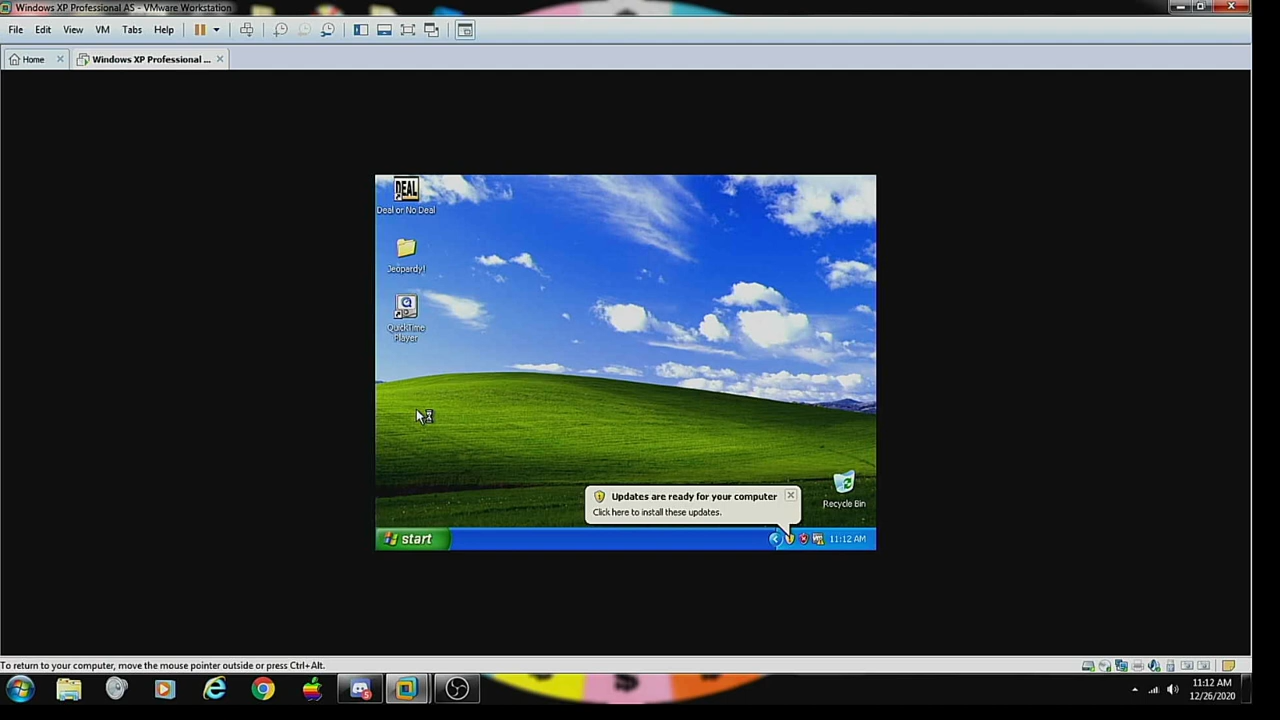 Windows XP Professional AS - VMware Workstation
File Edit View VM Tabs Help
Home Windows XP Professional ...
DEAL
Deal or No Deal
Jeopardy!
QuickTime
Player
Updates are ready for your computer
Click here to install these updates.
Recycle Bin
start 11:12 AM
To return to your computer, move the mouse pointer outside or press Ctrl+Alt.
5
11:12 AM
12/26/2020